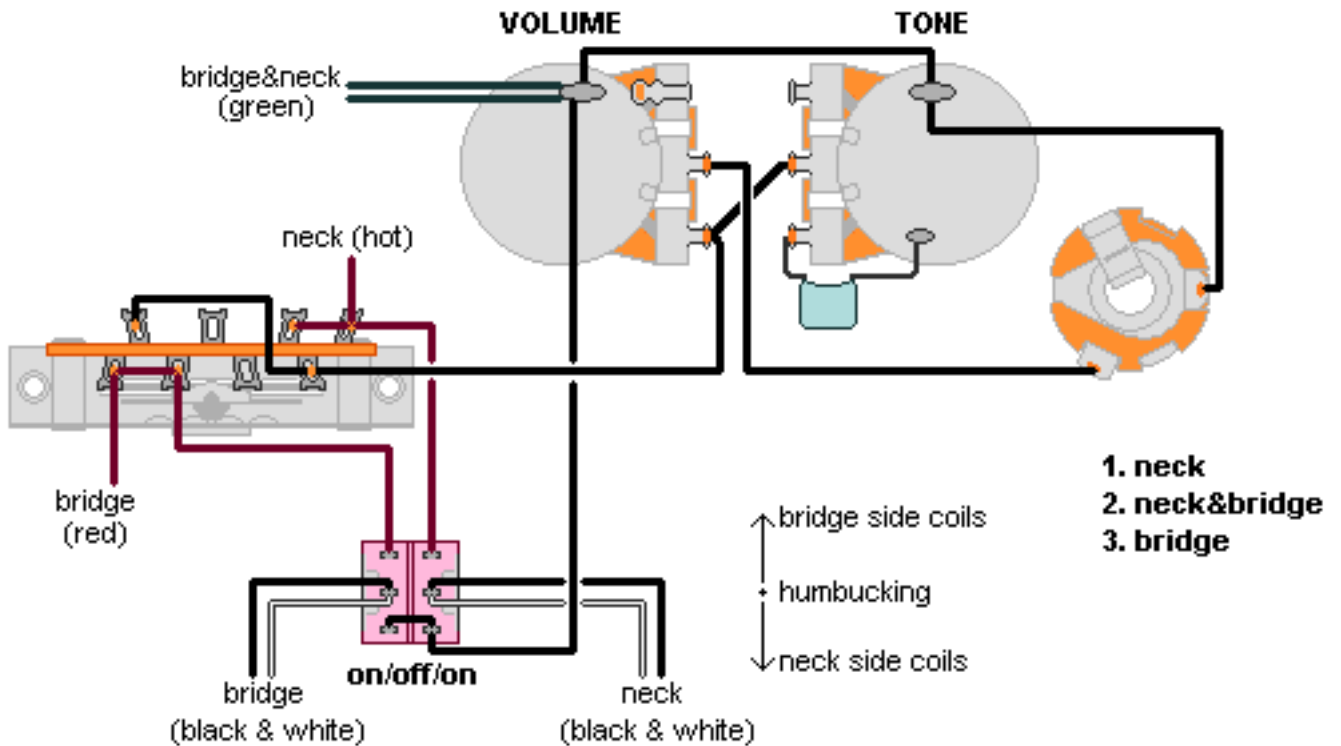 VOLUME
TONE
bridge&neck
(green)
neck (hot)
bridge
(red)
1. neck
2. neck&bridge
3. bridge
bridge side coils
humbucking
neck side coils
on/off/on
bridge
(black & white)
neck
(black & white)